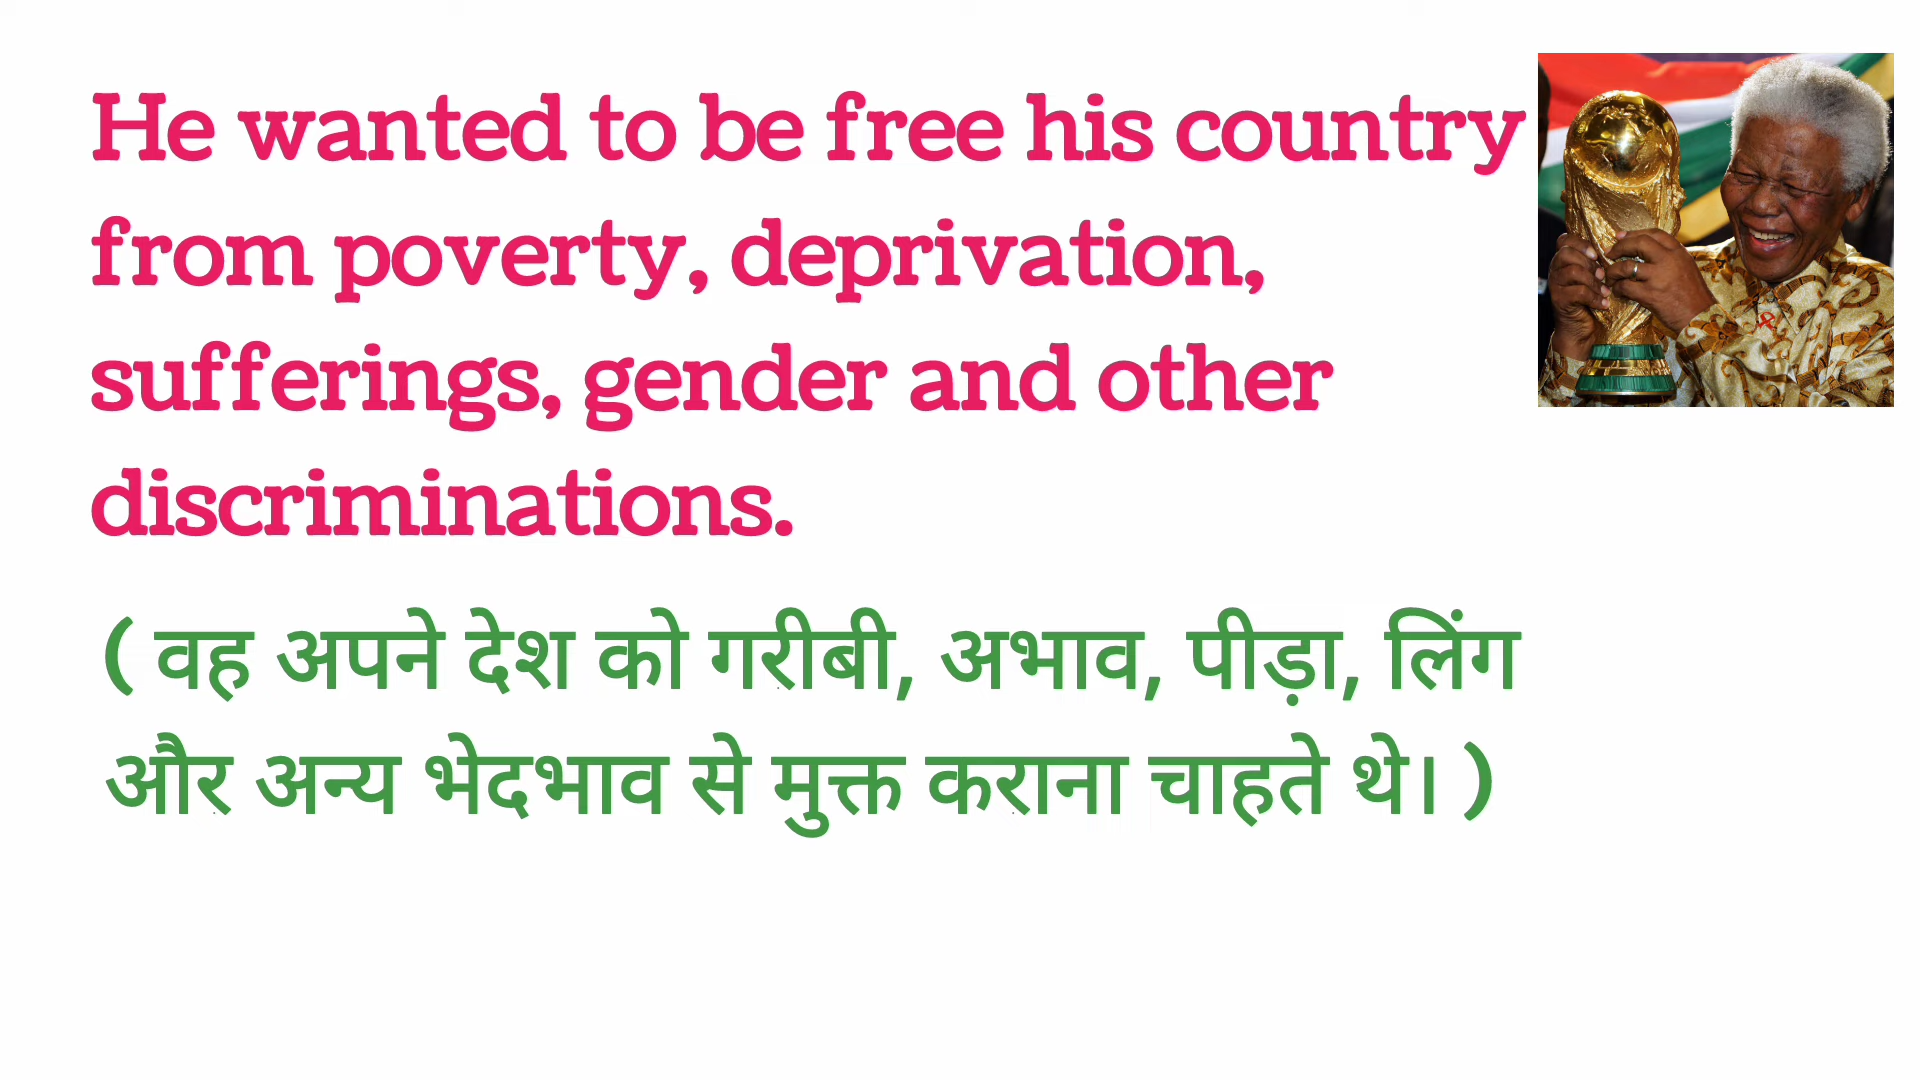 He wanted to be free his country
from poverty, deprivation,
sufferings, gender and other
discriminations.
( वह अपने देश को गरीबी, अभाव, पीड़ा, लिंग
और अन्य भेदभाव से मुक्त कराना चाहते थे। )